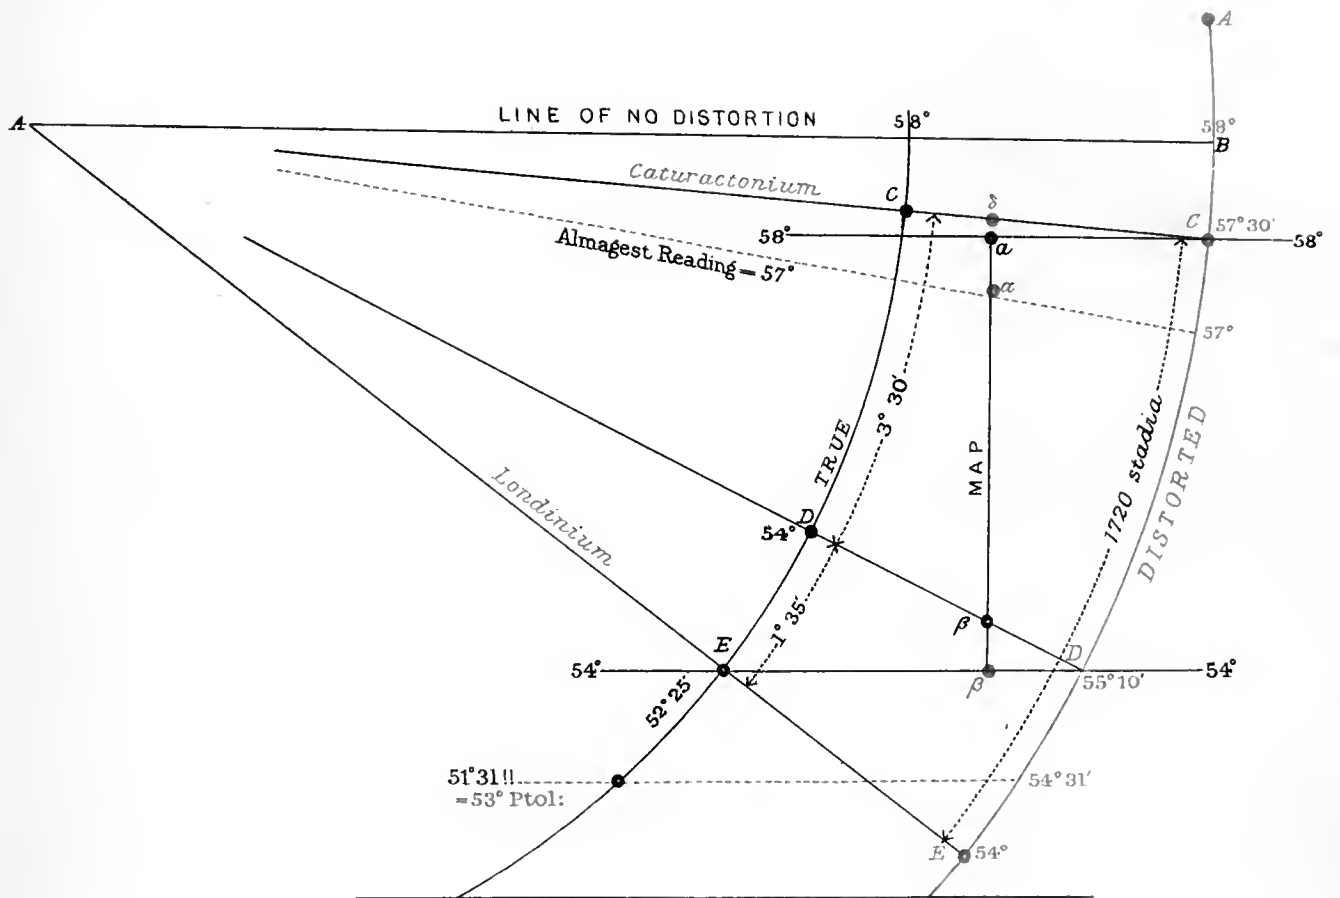 A
A
LINE OF NO DISTORTION
58°
58°
B
Caturactonium
C
δ
C 57°30'
58°
a
58°
Almagest Reading = 57°
α
57°
3° 30'
TRUE
MAP
1720 stadia
DISTORTED
Londinium
D
54°
1° 35'
β
E
D
54°
β
55°10'
54°
52°25'
51°31'!!
54°31'
=53° Ptol:
E
54°